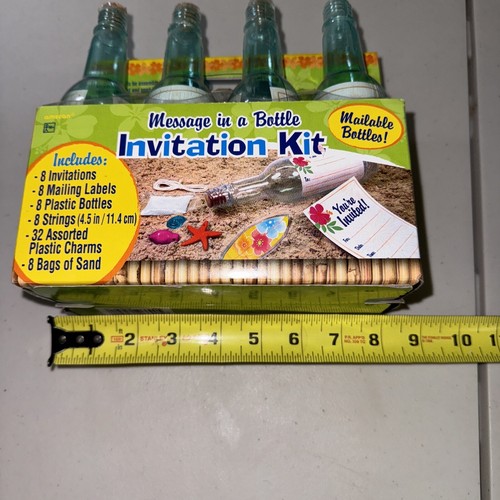 Message in a Bottle
Invitation Kit
Mailable
Bottles!
Includes:
- 8 Invitations
- 8 Mailing Labels
- 8 Plastic Bottles
- 8 Strings (4.5 in / 11.4 cm)
- 32 Assorted
Plastic Charms
- 8 Bags of Sand
You're
Invited!
2 STANLEY 3 4 5 6 7 8 9 10 1